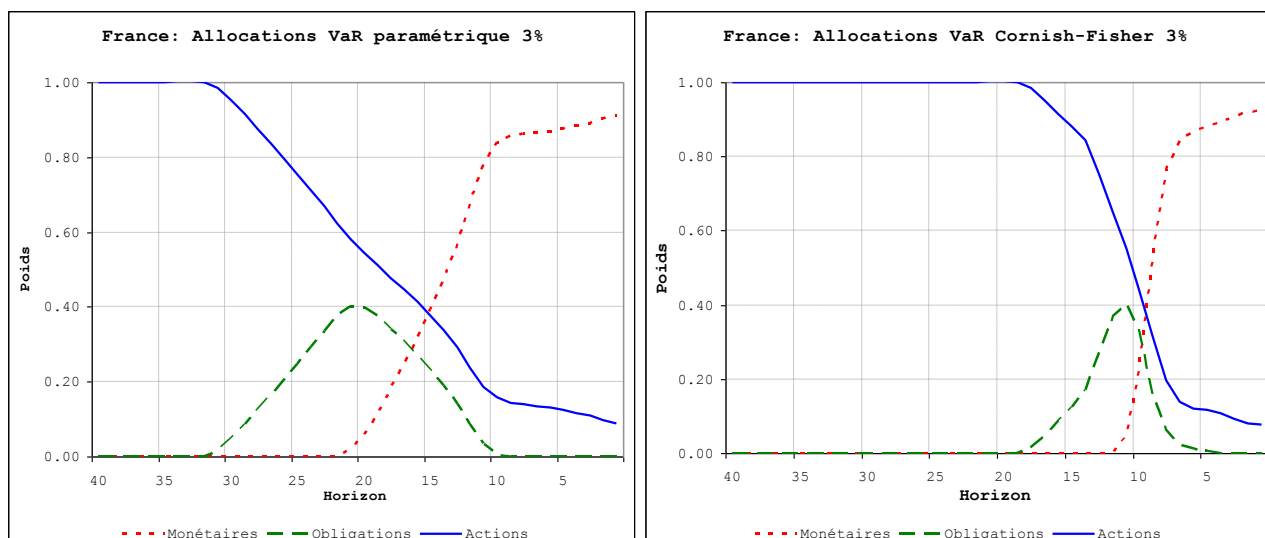 France: Allocations VaR paramétrique 3%
1.00
0.80
0.60
0.40
0.20
0.00
Poids
40 35 30 25 20 15 10 5
Horizon
Monétaires Obligations Actions
France: Allocations VaR Cornish-Fisher 3%
1.00
0.80
0.60
0.40
0.20
0.00
Poids
40 35 30 25 20 15 10 5
Horizon
Monétaires Obligations Actions